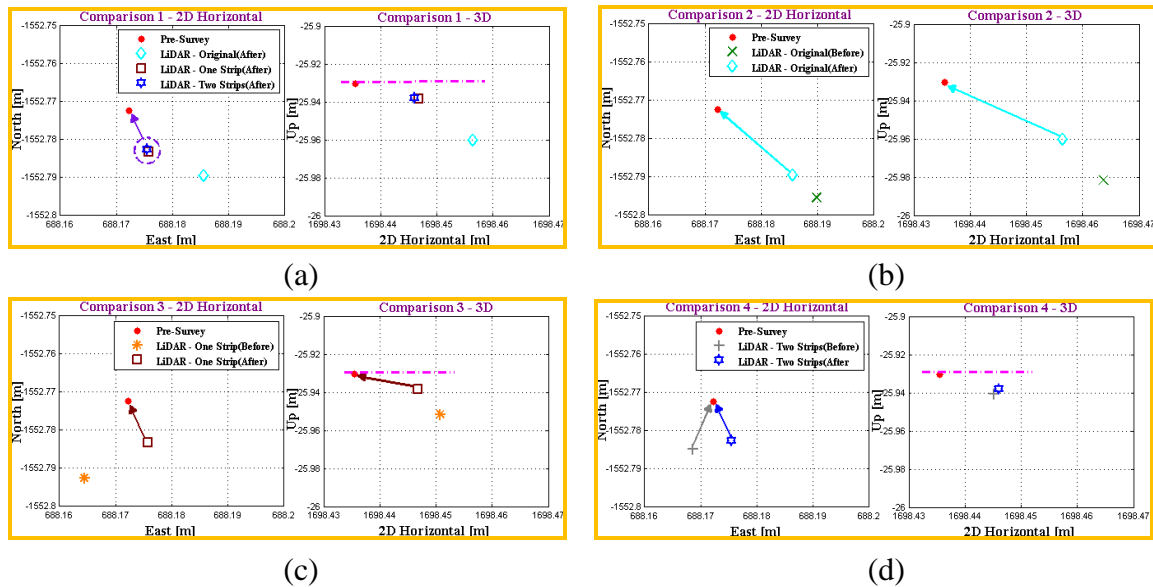 Comparison 1 - 2D Horizontal
-1552.75
-1552.76
-1552.77
-1552.78
-1552.79
-1552.8
North [m]
Pre-Survey
LiDAR - Original(After)
LiDAR - One Strip(After)
LiDAR - Two Strips(After)
688.16
688.17
688.18
688.19
688.2
East [m]
Comparison 1 - 3D
-25.9
-25.92
-25.94
-25.96
-25.98
-26
Up [m]
1698.43
1698.44
1698.45
1698.46
1698.47
2D Horizontal [m]
(a)
Comparison 2 - 2D Horizontal
-1552.75
-1552.76
-1552.77
-1552.78
-1552.79
-1552.8
North [m]
Pre-Survey
LiDAR - Original(Before)
LiDAR - Original(After)
688.16
688.17
688.18
688.19
688.2
East [m]
Comparison 2 - 3D
-25.9
-25.92
-25.94
-25.96
-25.98
-26
Up [m]
1698.43
1698.44
1698.45
1698.46
1698.47
2D Horizontal [m]
(b)
Comparison 3 - 2D Horizontal
-1552.75
-1552.76
-1552.77
-1552.78
-1552.79
-1552.8
North [m]
Pre-Survey
LiDAR - One Strip(Before)
LiDAR - One Strip(After)
688.16
688.17
688.18
688.19
688.2
East [m]
Comparison 3 - 3D
-25.9
-25.92
-25.94
-25.96
-25.98
-26
Up [m]
1698.43
1698.44
1698.45
1698.46
1698.47
2D Horizontal [m]
(c)
Comparison 4 - 2D Horizontal
-1552.75
-1552.76
-1552.77
-1552.78
-1552.79
-1552.8
North [m]
Pre-Survey
LiDAR - Two Strips(Before)
LiDAR - Two Strips(After
688.16
688.17
688.18
688.19
688.2
East [m]
Comparison 4 - 3D
-25.9
-25.92
-25.94
-25.96
-25.98
-26
Up [m]
1698.43
1698.44
1698.45
1698.46
1698.47
2D Horizontal [m]
(d)